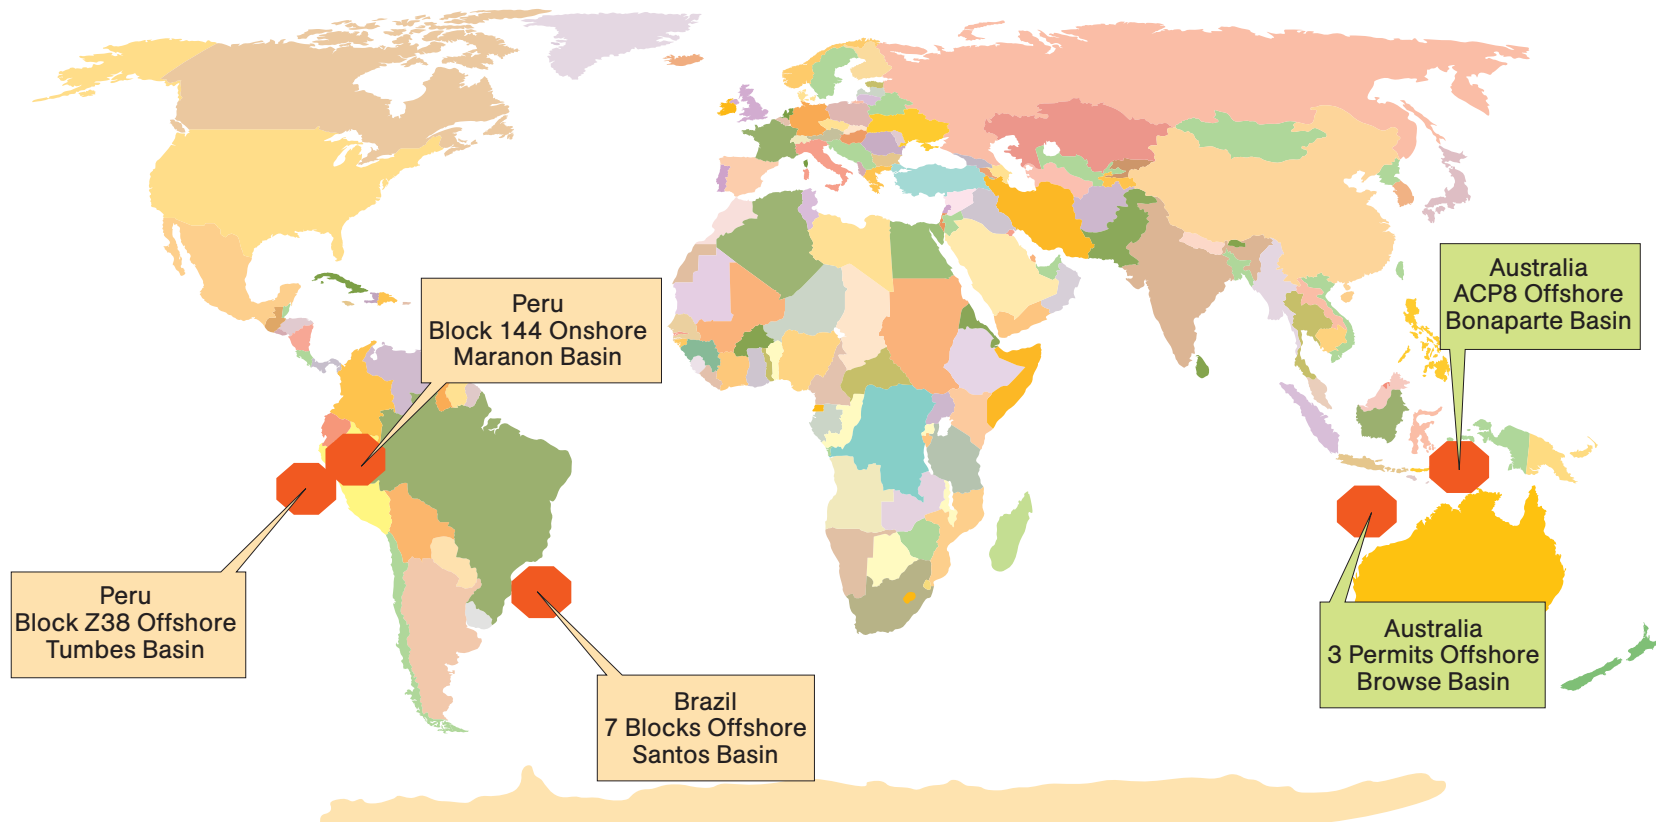 Peru
Block 144 Onshore
Maranon Basin
Australia
ACP8 Offshore
Bonaparte Basin
Peru
Block Z38 Offshore
Tumbes Basin
Brazil
7 Blocks Offshore
Santos Basin
Australia
3 Permits Offshore
Browse Basin